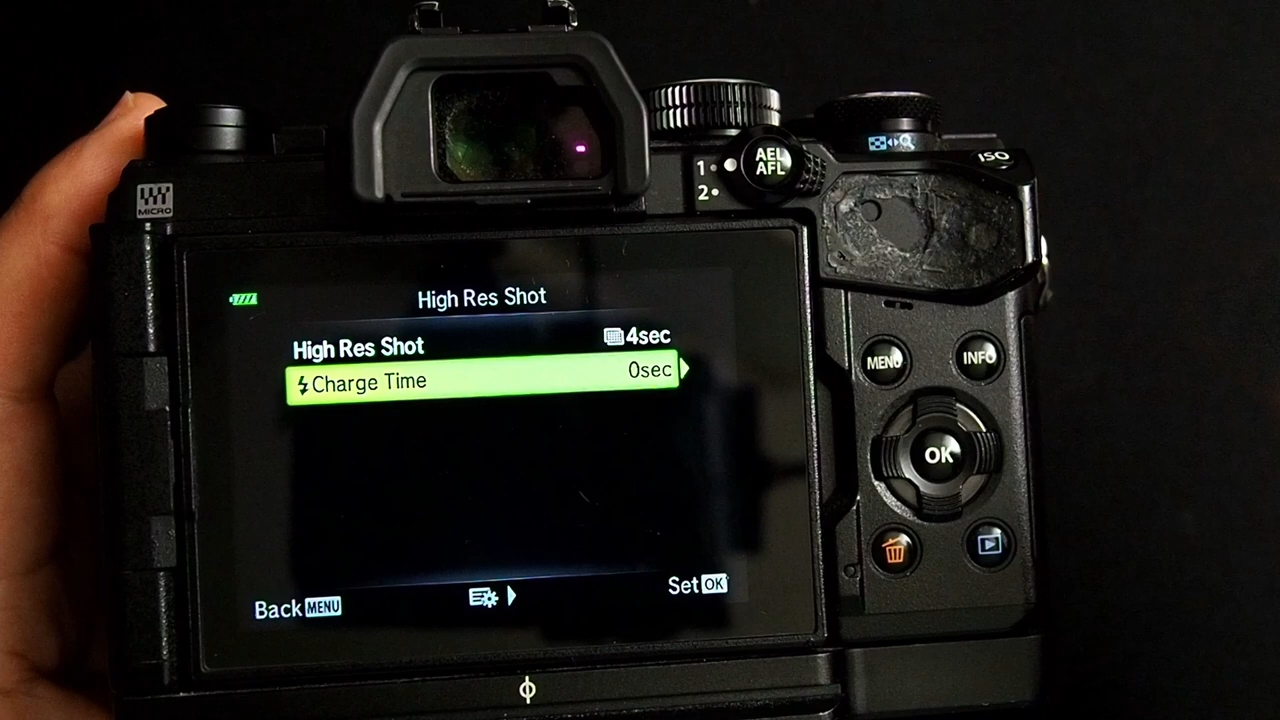 AEL
AFL
1
2
ISO
MICRO
High Res Shot
High Res Shot 4sec
Charge Time 0sec
MENU
INFO
OK
Back MENU
Set OK